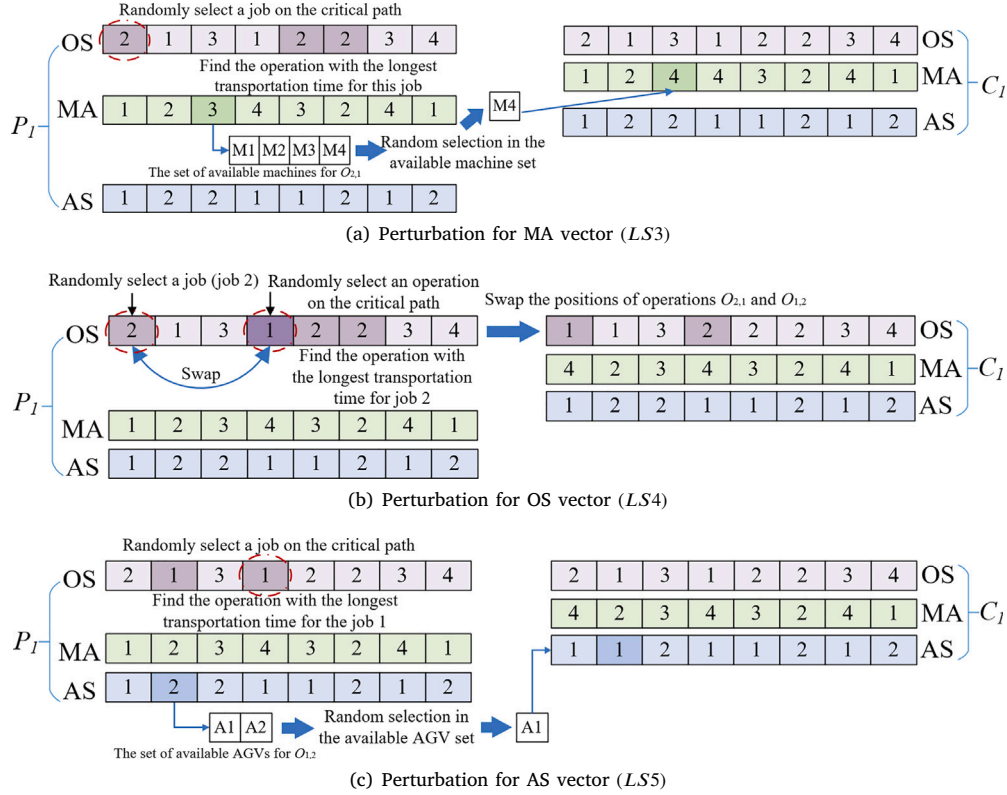 Randomly select a job on the critical path
OS 2 1 3 1 2 2 3 4
Find the operation with the longest
transportation time for this job
MA 1 2 3 4 3 2 4 1
P1
M1 M2 M3 M4
The set of available machines for O2,1
Random selection in the
available machine set
M4
AS 1 2 2 1 1 2 1 2
2 1 3 1 2 2 3 4 OS
1 2 4 4 3 2 4 1 MA
C1
1 2 2 1 1 2 1 2 AS
(a) Perturbation for MA vector (LS3)
Randomly select a job (job 2)
Randomly select an operation
on the critical path
OS 2 1 3 1 2 2 3 4
Swap
Find the operation with
the longest transportation
time for job 2
P1
MA 1 2 3 4 3 2 4 1
AS 1 2 2 1 1 2 1 2
Swap the positions of operations O2,1 and O1,2
1 1 3 2 2 2 3 4 OS
4 2 3 4 3 2 4 1 MA
C1
1 2 2 1 1 2 1 2 AS
(b) Perturbation for OS vector (LS4)
Randomly select a job on the critical path
OS 2 1 3 1 2 2 3 4
Find the operation with the longest
transportation time for the job 1
P1
MA 1 2 3 4 3 2 4 1
AS 1 2 2 1 1 2 1 2
A1 A2
The set of available AGVs for O1,2
Random selection in
the available AGV set
A1
2 1 3 1 2 2 3 4 OS
4 2 3 4 3 2 4 1 MA
C1
1 1 2 1 1 2 1 2 AS
(c) Perturbation for AS vector (LS5)